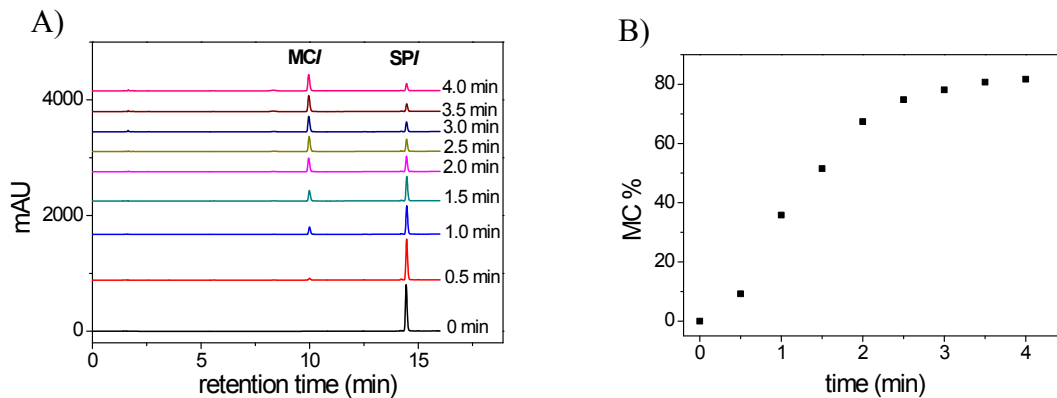 A)
MCI SPI
4.0 min
4000
3.5 min
3.0 min
2.5 min
2.0 min
2000
1.5 min
1.0 min
0.5 min
0
0 min
mAU
0 5 10 15
retention time (min)
B)
80
60
40
20
0
MC %
0 1 2 3 4
time (min)